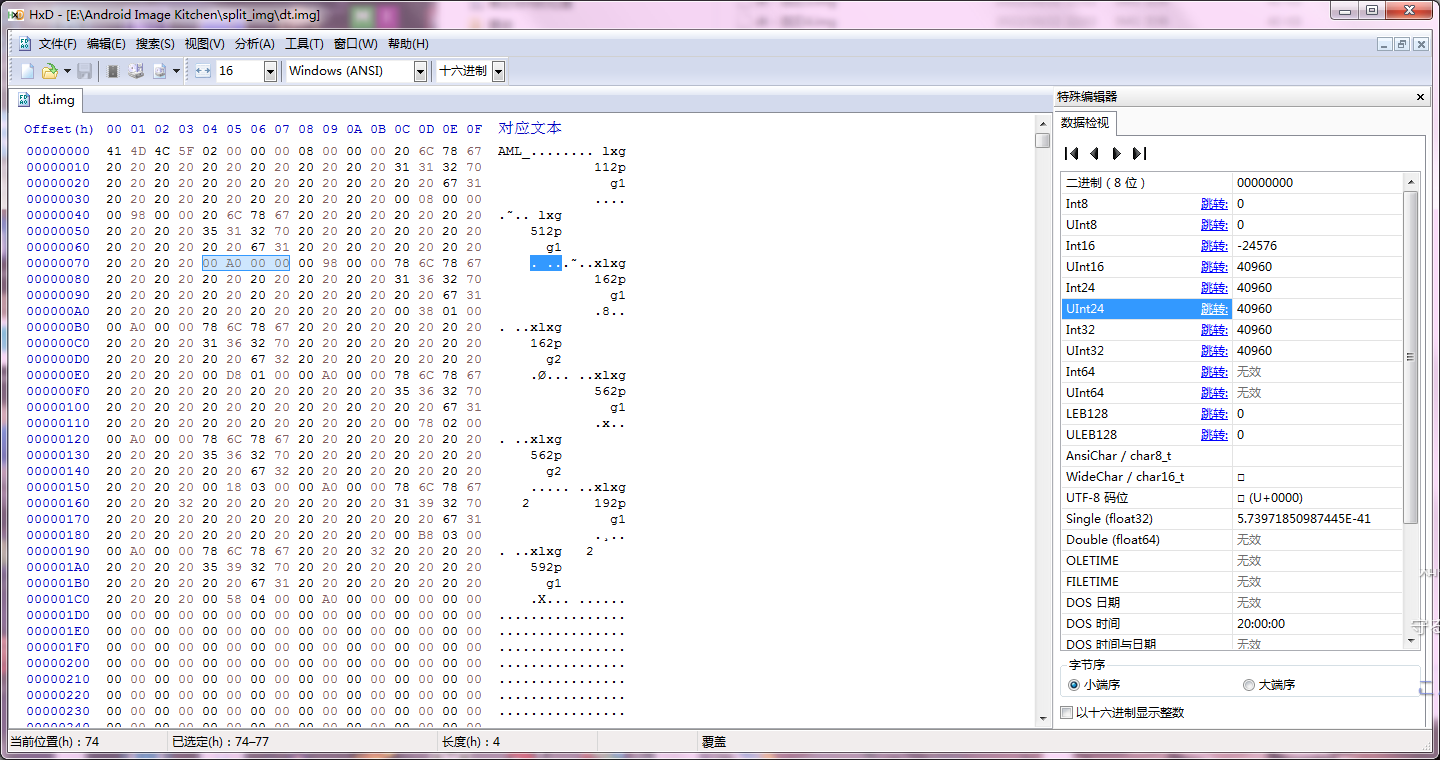 HxD - [E:\Android Image Kitchen\split_img\dt.img]
文件(F) 编辑(E) 搜索(S) 视图(V) 分析(A) 工具(T) 窗口(W) 帮助(H)
16 Windows (ANSI) 十六进制
dt.img
Offset(h) 00 01 02 03 04 05 06 07 08 09 0A 0B 0C 0D 0E 0F 对应文本
00000000 41 4D 4C 5F 02 00 00 00 08 00 00 00 20 6C 78 67 AML_........ lxg
00000010 20 20 20 20 20 20 20 20 20 20 20 20 31 31 32 70 112p
00000020 20 20 20 20 20 20 20 20 20 20 20 20 20 20 67 31 g1
00000030 20 20 20 20 20 20 20 20 20 20 20 20 00 08 00 00 ....
00000040 00 98 00 00 20 6C 78 67 20 20 20 20 20 20 20 20 .˜.. lxg
00000050 20 20 20 20 35 31 32 70 20 20 20 20 20 20 20 20 512p
00000060 20 20 20 20 20 20 67 31 20 20 20 20 20 20 20 20 g1
00000070 20 20 20 20 00 A0 00 00 00 98 00 00 78 6C 78 67 . ...˜..xlxg
00000080 20 20 20 20 20 20 20 20 20 20 20 20 31 36 32 70 162p
00000090 20 20 20 20 20 20 20 20 20 20 20 20 20 20 67 31 g1
000000A0 20 20 20 20 20 20 20 20 20 20 20 20 00 38 01 00 .8..
000000B0 00 A0 00 00 78 6C 78 67 20 20 20 20 20 20 20 20 . ..xlxg
000000C0 20 20 20 20 31 36 32 70 20 20 20 20 20 20 20 20 162p
000000D0 20 20 20 20 20 20 67 32 20 20 20 20 20 20 20 20 g2
000000E0 20 20 20 20 00 D8 01 00 00 A0 00 00 78 6C 78 67 .Ø... ..xlxg
000000F0 20 20 20 20 20 20 20 20 20 20 20 20 35 36 32 70 562p
00000100 20 20 20 20 20 20 20 20 20 20 20 20 20 20 67 31 g1
00000110 20 20 20 20 20 20 20 20 20 20 20 20 00 78 02 00 .x..
00000120 00 A0 00 00 78 6C 78 67 20 20 20 20 20 20 20 20 . ..xlxg
00000130 20 20 20 20 35 36 32 70 20 20 20 20 20 20 20 20 562p
00000140 20 20 20 20 20 20 67 32 20 20 20 20 20 20 20 20 g2
00000150 20 20 20 20 00 18 03 00 00 A0 00 00 78 6C 78 67 ..... ..xlxg
00000160 20 20 20 32 20 20 20 20 20 20 20 20 31 39 32 70 2 192p
00000170 20 20 20 20 20 20 20 20 20 20 20 20 20 20 67 31 g1
00000180 20 20 20 20 20 20 20 20 20 20 20 20 00 B8 03 00 .¸..
00000190 00 A0 00 00 78 6C 78 67 20 20 20 32 20 20 20 20 . ..xlxg 2
000001A0 20 20 20 20 35 39 32 70 20 20 20 20 20 20 20 20 592p
000001B0 20 20 20 20 20 20 67 31 20 20 20 20 20 20 20 20 g1
000001C0 20 20 20 20 00 58 04 00 00 A0 00 00 00 00 00 00 .X... ......
000001D0 00 00 00 00 00 00 00 00 00 00 00 00 00 00 00 00 ................
000001E0 00 00 00 00 00 00 00 00 00 00 00 00 00 00 00 00 ................
000001F0 00 00 00 00 00 00 00 00 00 00 00 00 00 00 00 00 ................
00000200 00 00 00 00 00 00 00 00 00 00 00 00 00 00 00 00 ................
00000210 00 00 00 00 00 00 00 00 00 00 00 00 00 00 00 00 ................
00000220 00 00 00 00 00 00 00 00 00 00 00 00 00 00 00 00 ................
00000230 00 00 00 00 00 00 00 00 00 00 00 00 00 00 00 00 ................
特殊编辑器
数据检视
二进制 ( 8 位 ) 00000000
Int8 跳转: 0
UInt8 跳转: 0
Int16 跳转: -24576
UInt16 跳转: 40960
Int24 跳转: 40960
UInt24 跳转: 40960
Int32 跳转: 40960
UInt32 跳转: 40960
Int64 跳转: 无效
UInt64 跳转: 无效
LEB128 跳转: 0
ULEB128 跳转: 0
AnsiChar / char8_t
WideChar / char16_t □
UTF-8 码位 □ (U+0000)
Single (float32) 5.73971850987445E-41
Double (float64) 无效
OLETIME 无效
FILETIME 无效
DOS 日期 无效
DOS 时间 20:00:00
DOS 时间与日期 无效
字节序
小端序 大端序
以十六进制显示整数
当前位置(h) : 74 已选定(h) : 74–77 长度(h) : 4 覆盖